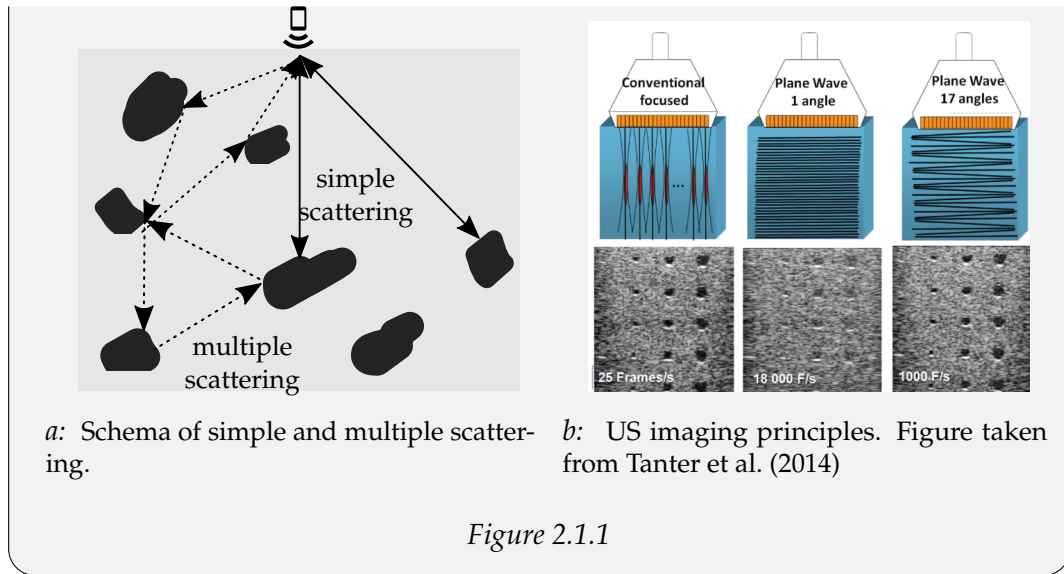 simple
scattering
multiple
scattering
Conventional
focused
Plane Wave
1 angle
Plane Wave
17 angles
...
25 Frames/s
18 000 F/s
1000 F/s
a: Schema of simple and multiple scatter-
ing.
b: US imaging principles. Figure taken
from Tanter et al. (2014)
Figure 2.1.1